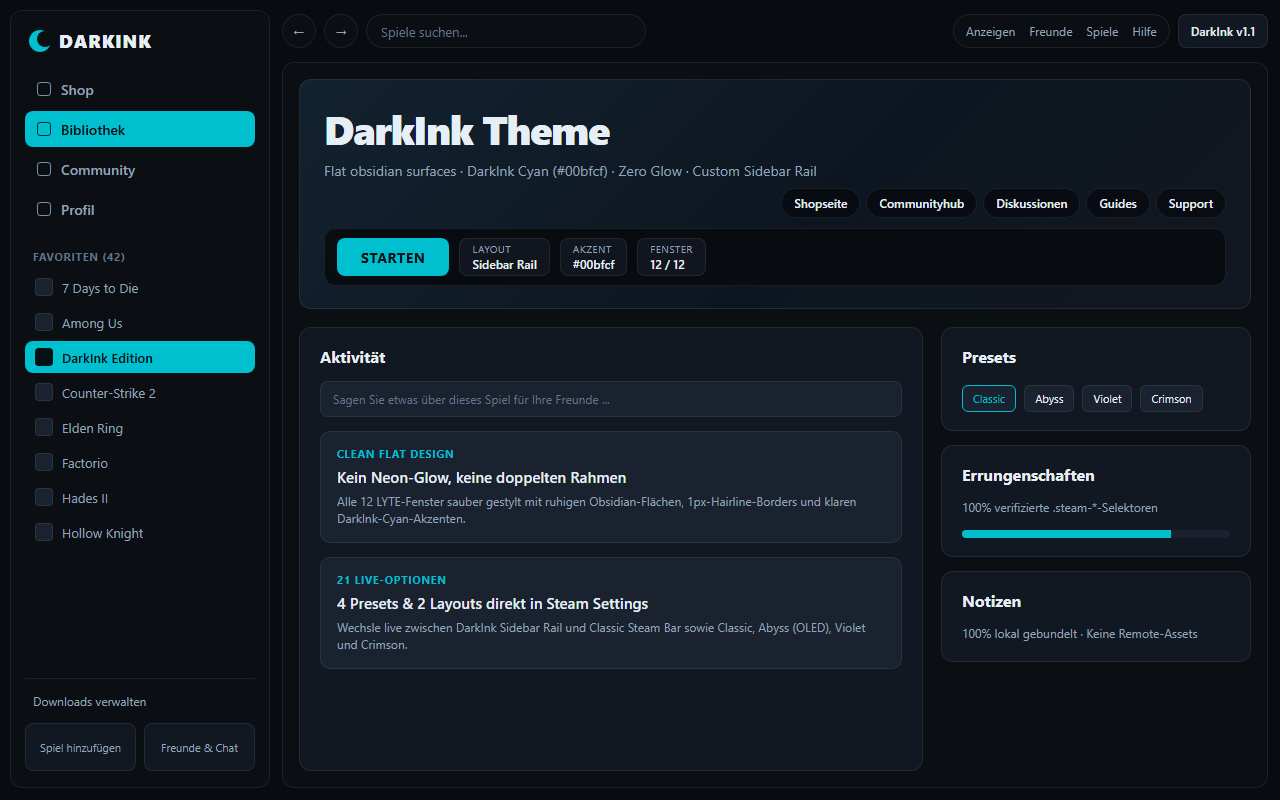 DARKINK
Shop
Bibliothek
Community
Profil
FAVORITEN (42)
7 Days to Die
Among Us
DarkInk Edition
Counter-Strike 2
Elden Ring
Factorio
Hades II
Hollow Knight
Downloads verwalten
Spiel hinzufügen
Freunde & Chat
← → Spiele suchen...
Anzeigen Freunde Spiele Hilfe
DarkInk v1.1
DarkInk Theme
Flat obsidian surfaces · DarkInk Cyan (#00bfcf) · Zero Glow · Custom Sidebar Rail
Shopseite Communityhub Diskussionen Guides Support
STARTEN
LAYOUT
Sidebar Rail
AKZENT
#00bfcf
FENSTER
12 / 12
Aktivität
Sagen Sie etwas über dieses Spiel für Ihre Freunde ...
CLEAN FLAT DESIGN
Kein Neon-Glow, keine doppelten Rahmen
Alle 12 LYTE-Fenster sauber gestylt mit ruhigen Obsidian-Flächen, 1px-Hairline-Borders und klaren
DarkInk-Cyan-Akzenten.
21 LIVE-OPTIONEN
4 Presets & 2 Layouts direkt in Steam Settings
Wechsle live zwischen DarkInk Sidebar Rail und Classic Steam Bar sowie Classic, Abyss (OLED), Violet
und Crimson.
Presets
Classic Abyss Violet Crimson
Errungenschaften
100% verifizierte .steam-*-Selektoren
Notizen
100% lokal gebundelt · Keine Remote-Assets